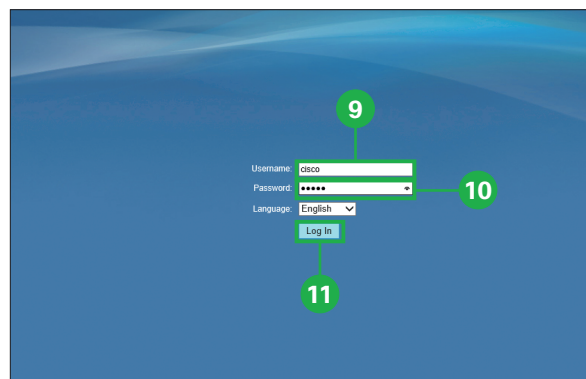 9
Username: cisco
Password: ●●●●● 10
Language: English
Log In
11